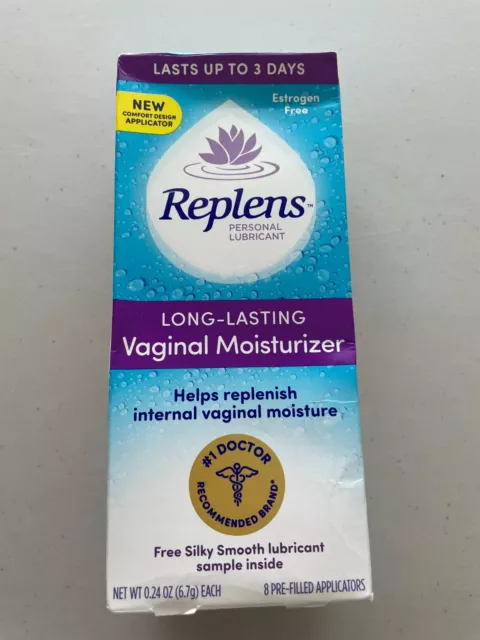 LASTS UP TO 3 DAYS
NEW
COMFORT DESIGN
APPLICATOR
Estrogen
Free
Replens™
PERSONAL
LUBRICANT
LONG-LASTING
Vaginal Moisturizer
Helps replenish
internal vaginal moisture
#1 DOCTOR
RECOMMENDED BRAND*
Free Silky Smooth lubricant
sample inside
NET WT 0.24 OZ (6.7g) EACH 8 PRE-FILLED APPLICATORS